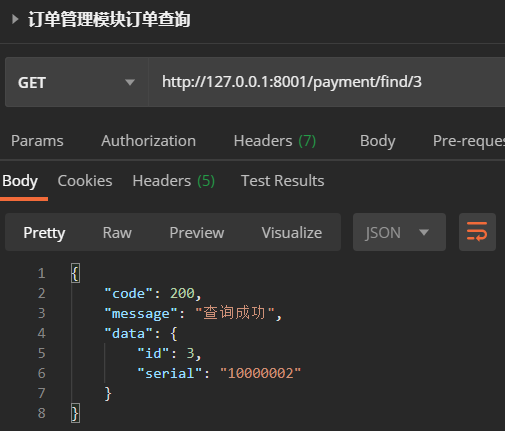 订单管理模块订单查询
GET http://127.0.0.1:8001/payment/find/3
Params Authorization Headers (7) Body Pre-reques
Body Cookies Headers (5) Test Results
Pretty Raw Preview Visualize JSON
1 {
2 "code": 200,
3 "message": "查询成功",
4 "data": {
5 "id": 3,
6 "serial": "10000002"
7 }
8 }